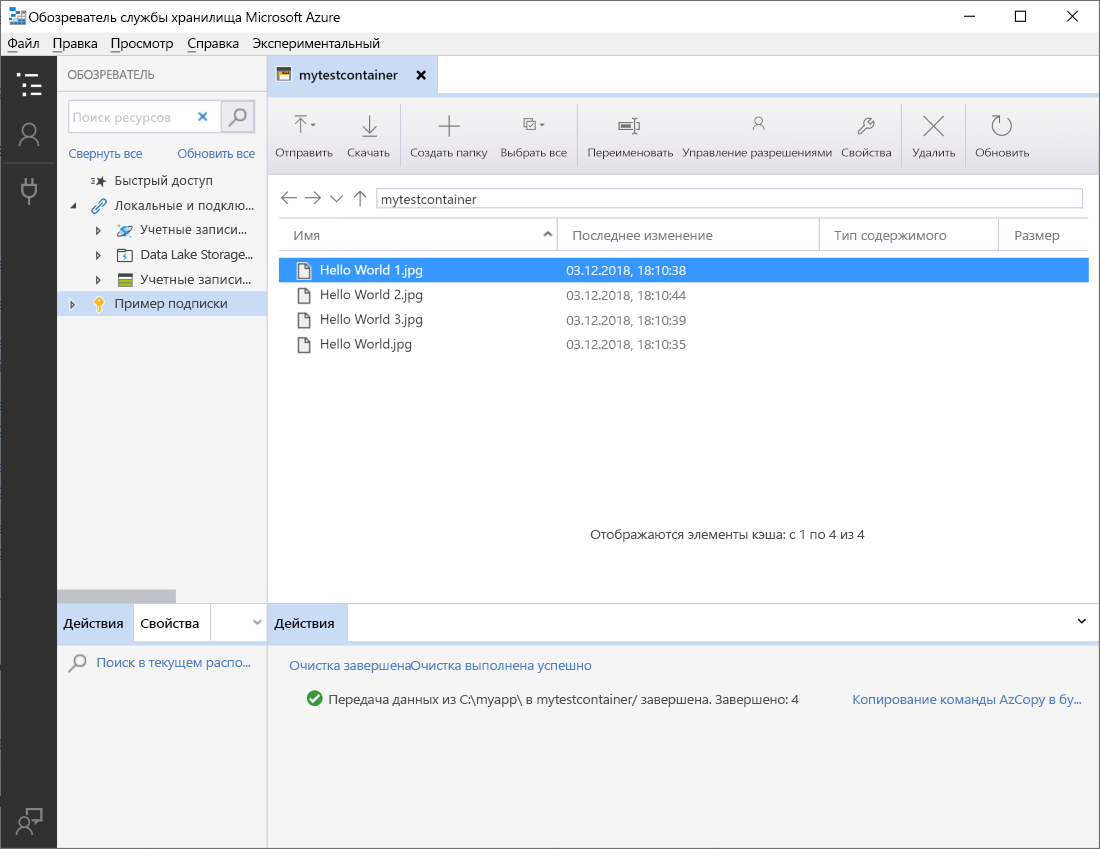 Обозреватель службы хранилища Microsoft Azure
Файл Правка Просмотр Справка Экспериментальный
ОБОЗРЕВАТЕЛЬ
Поиск ресурсов
Свернуть все Обновить все
Быстрый доступ
Локальные и подклю...
Учетные записи...
Data Lake Storage...
Учетные записи...
Пример подписки
mytestcontainer
Отправить Скачать Создать папку Выбрать все Переименовать Управление разрешениями Свойства Удалить Обновить
mytestcontainer
Имя Последнее изменение Тип содержимого Размер
Hello World 1.jpg 03.12.2018, 18:10:38
Hello World 2.jpg 03.12.2018, 18:10:44
Hello World 3.jpg 03.12.2018, 18:10:39
Hello World.jpg 03.12.2018, 18:10:35
Отображаются элементы кэша: с 1 по 4 из 4
Действия Свойства
Поиск в текущем распо...
Действия
Очистка завершенаОчистка выполнена успешно
Передача данных из C:\myapp\ в mytestcontainer/ завершена. Завершено: 4 Копирование команды AzCopy в бу...